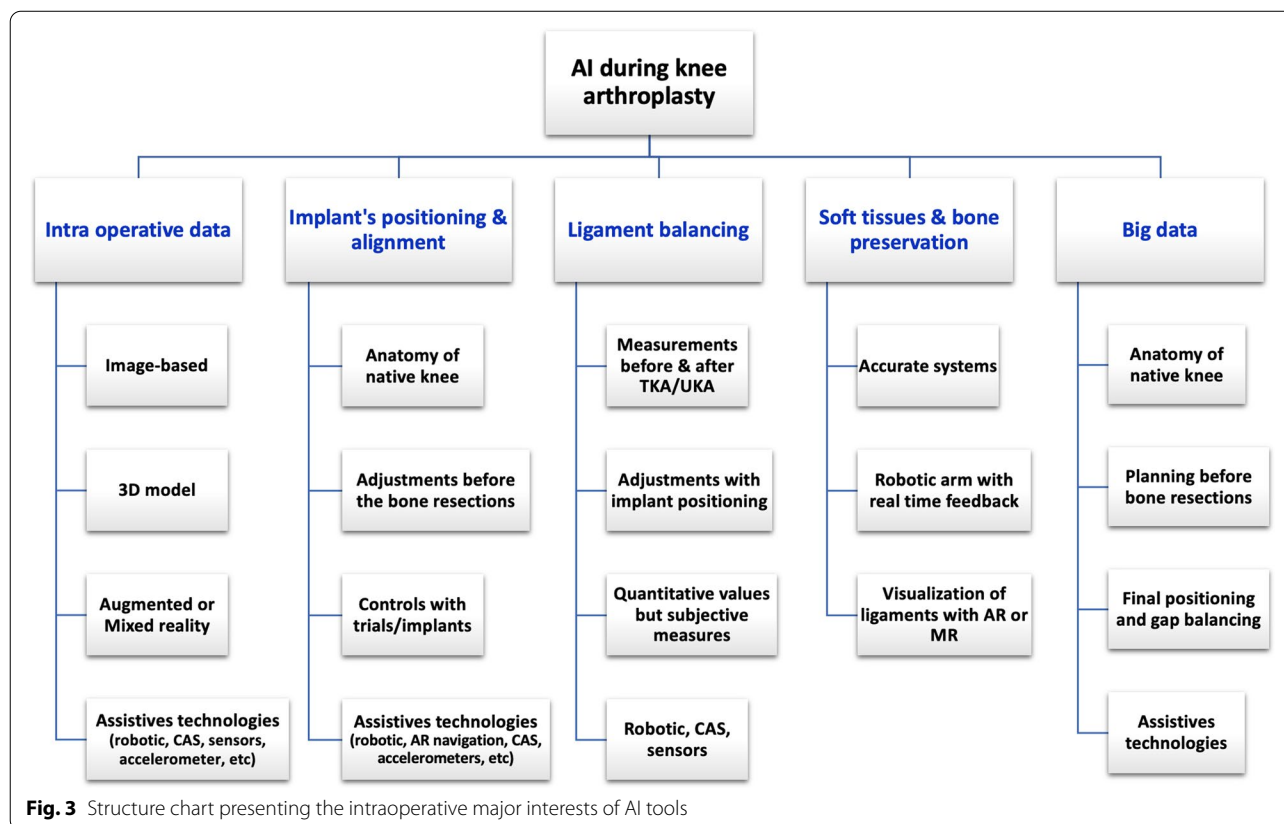 AI during knee
arthroplasty
Intra operative data
Image-based
3D model
Augmented or
Mixed reality
Assistives technologies
(robotic, CAS, sensors,
accelerometer, etc)
Implant's positioning &
alignment
Anatomy of
native knee
Adjustments before
the bone resections
Controls with
trials/implants
Assistives technologies
(robotic, AR navigation, CAS,
accelerometers, etc)
Ligament balancing
Measurements
before & after
TKA/UKA
Adjustments with
implant positioning
Quantitative values
but subjective
measures
Robotic, CAS,
sensors
Soft tissues & bone
preservation
Accurate systems
Robotic arm with
real time feedback
Visualization of
ligaments with AR or
MR
Big data
Anatomy of
native knee
Planning before
bone resections
Final positioning
and gap balancing
Assistives
technologies
Fig. 3 Structure chart presenting the intraoperative major interests of AI tools